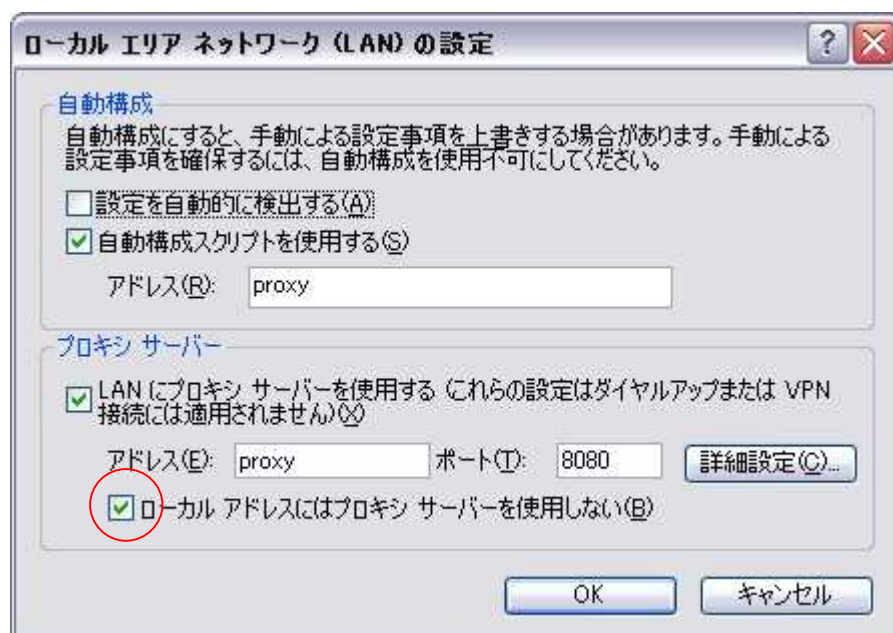 ローカル エリア ネットワーク (LAN) の設定
自動構成
自動構成にすると、手動による設定事項を上書きする場合があります。手動による
設定事項を確保するには、自動構成を使用不可にしてください。
設定を自動的に検出する(A)
自動構成スクリプトを使用する(S)
アドレス(R): proxy
プロキシ サーバー
LAN にプロキシ サーバーを使用する (これらの設定はダイヤルアップまたは VPN
接続には適用されません)(X)
アドレス(E): proxy ポート(T): 8080 詳細設定(C)...
ローカル アドレスにはプロキシ サーバーを使用しない(B)
OK キャンセル